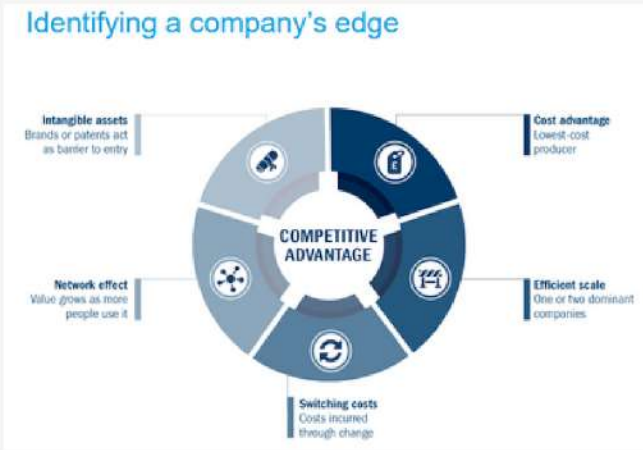 Identifying a company's edge
Intangible assets
Brands or patents act
as barrier to entry
Cost advantage
Lowest-cost
producer
COMPETITIVE
ADVANTAGE
Network effect
Value grows as more
people use it
Efficient scale
One or two dominant
companies
Switching costs
Costs incurred
through change